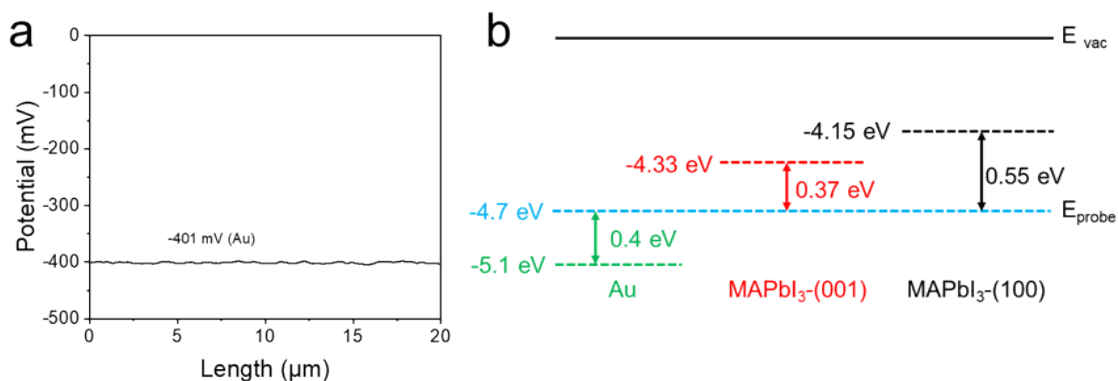 a
Potential (mV)
0
-100
-200
-300
-400
-500
-401 mV (Au)
0
5
10
15
20
Length (µm)
b
E vac
-4.15 eV
-4.33 eV
0.55 eV
0.37 eV
-4.7 eV
Eprobe
0.4 eV
-5.1 eV
Au
MAPbI3-(001)
MAPbI3-(100)